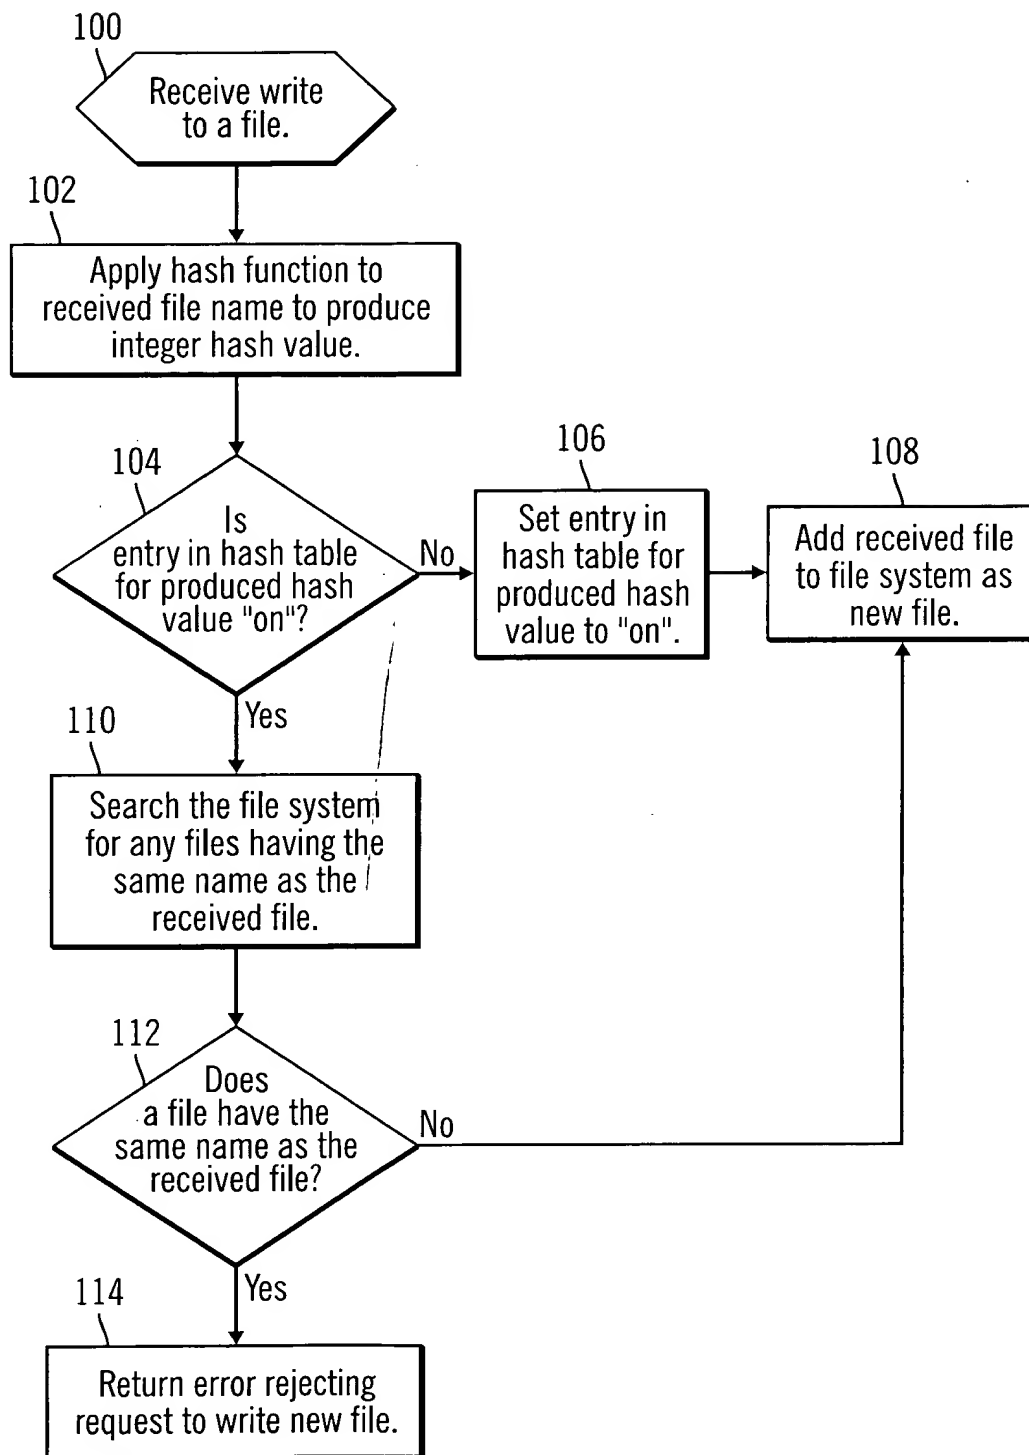 100
Receive write
to a file.
102
Apply hash function to
received file name to produce
integer hash value.
104
Is
entry in hash table
for produced hash
value "on"?
No
106
Set entry in
hash table for
produced hash
value to "on".
108
Add received file
to file system as
new file.
Yes
110
Search the file system
for any files having the
same name as the
received file.
112
Does
a file have the
same name as the
received file?
No
Yes
114
Return error rejecting
request to write new file.